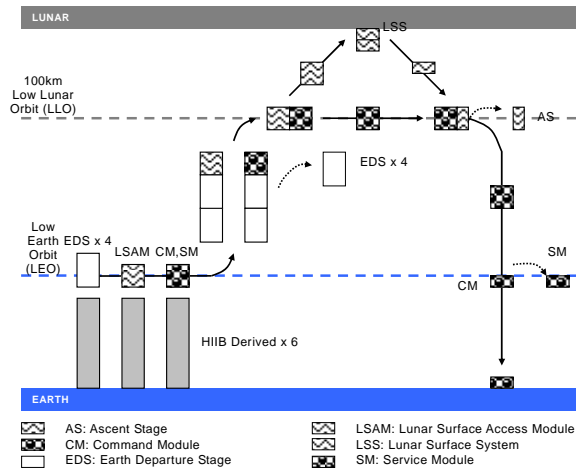 LUNAR
LSS
100km
Low Lunar
Orbit (LLO)
AS
EDS x 4
Low
Earth
Orbit
(LEO)
EDS x 4
LSAM
CM,SM
SM
CM
HIIB Derived x 6
EARTH
AS: Ascent Stage
CM: Command Module
EDS: Earth Departure Stage
LSAM: Lunar Surface Access Module
LSS: Lunar Surface System
SM: Service Module